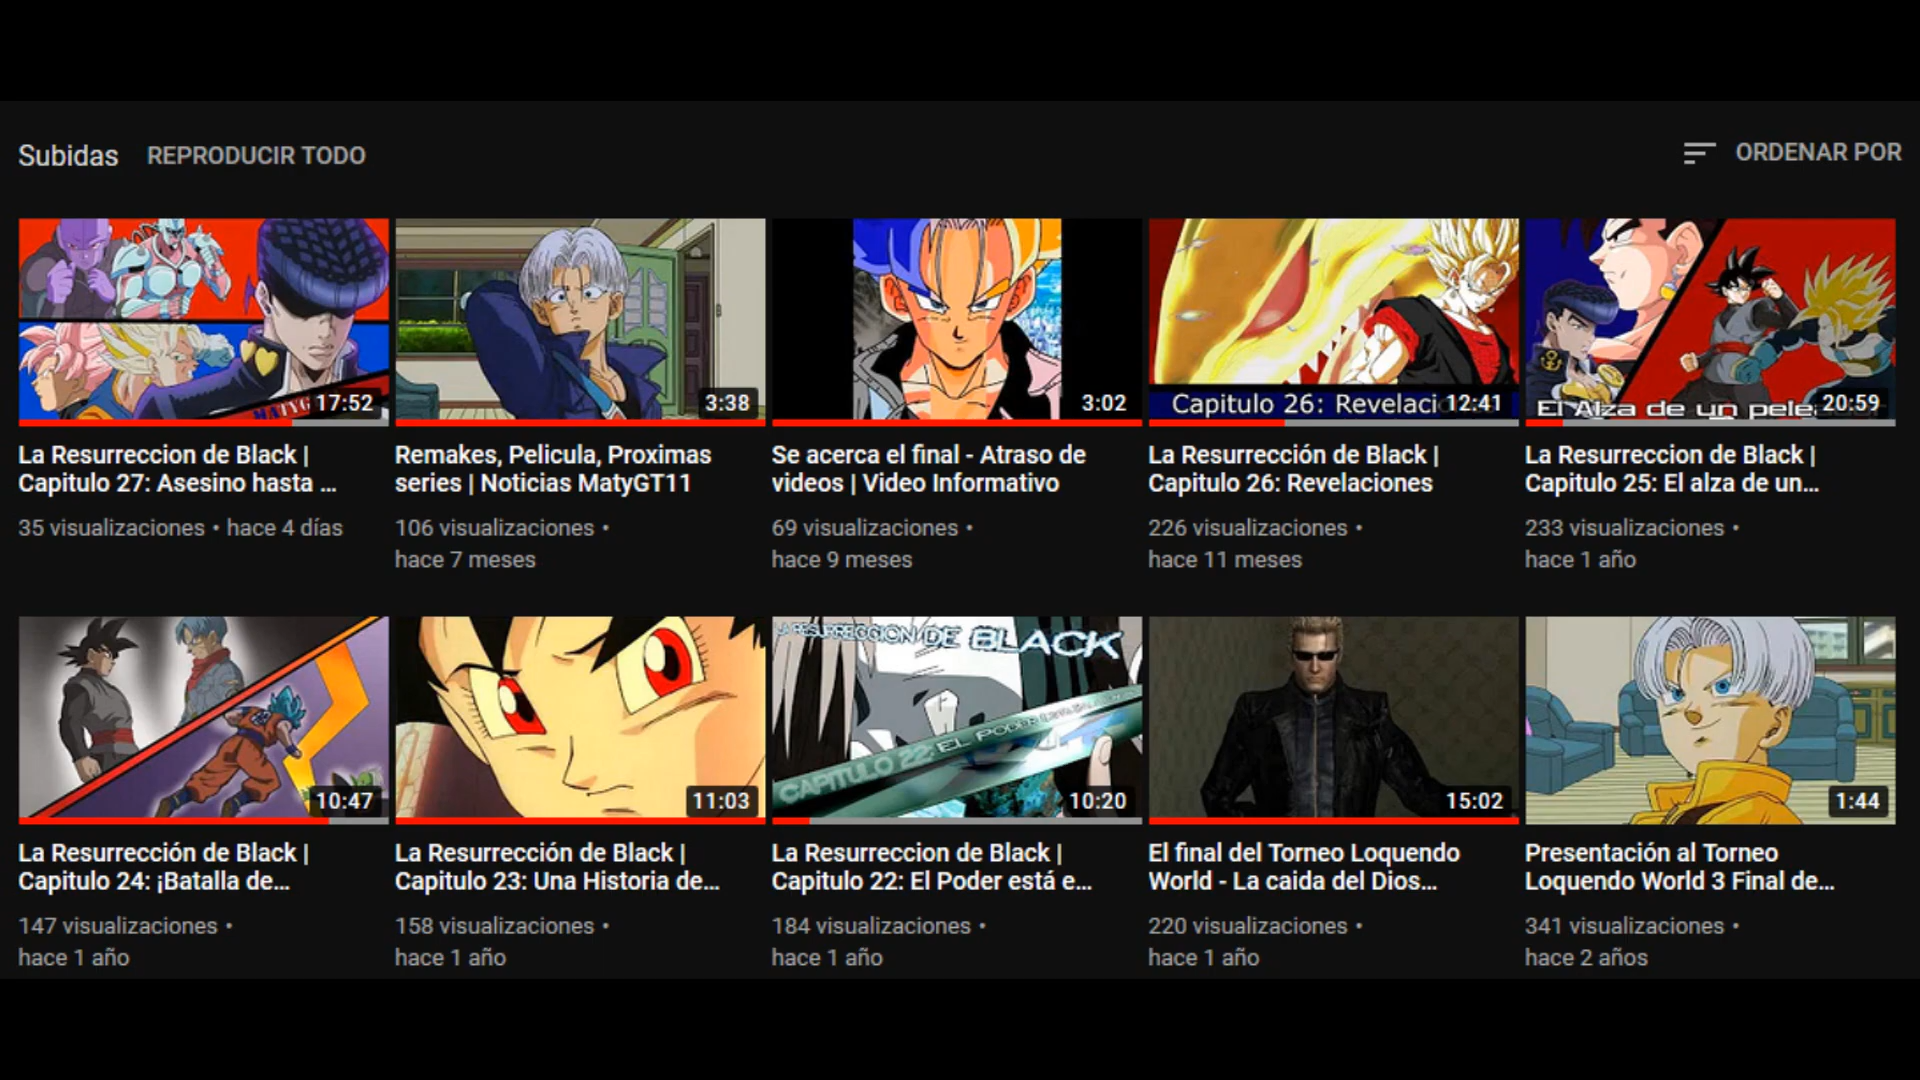 Subidas REPRODUCIR TODO ORDENAR POR
MATYG 17:52
3:38
3:02
Capitulo 26: Revelaci 12:41
El Alza de un pele 20:59
La Resurreccion de Black |
Capitulo 27: Asesino hasta ...
35 visualizaciones • hace 4 días
Remakes, Pelicula, Proximas
series | Noticias MatyGT11
106 visualizaciones •
hace 7 meses
Se acerca el final - Atraso de
videos | Video Informativo
69 visualizaciones •
hace 9 meses
La Resurrección de Black |
Capitulo 26: Revelaciones
226 visualizaciones •
hace 11 meses
La Resurreccion de Black |
Capitulo 25: El alza de un...
233 visualizaciones •
hace 1 año
10:47
11:03
LA RESURRECCION DE BLACK
CAPITULO 22: EL PODER
10:20
15:02
1:44
La Resurrección de Black |
Capitulo 24: ¡Batalla de...
147 visualizaciones •
hace 1 año
La Resurrección de Black |
Capitulo 23: Una Historia de...
158 visualizaciones •
hace 1 año
La Resurreccion de Black |
Capitulo 22: El Poder está e...
184 visualizaciones •
hace 1 año
El final del Torneo Loquendo
World - La caida del Dios...
220 visualizaciones •
hace 1 año
Presentación al Torneo
Loquendo World 3 Final de...
341 visualizaciones •
hace 2 años